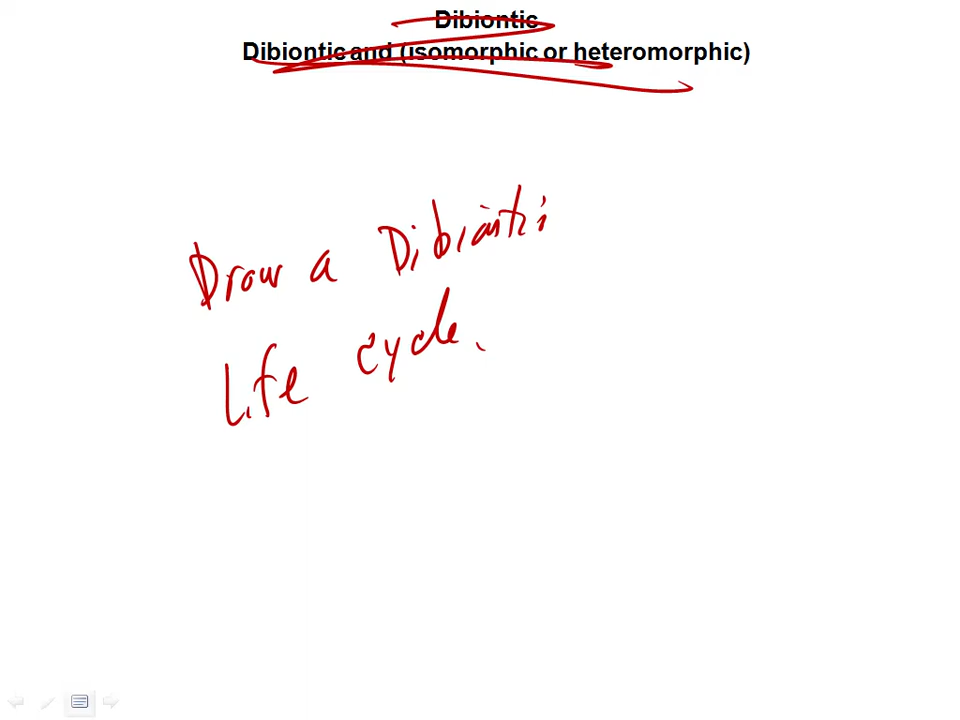 Dibiontic
Dibiontic and (isomorphic or heteromorphic)
Draw a Dibiontic
Life cycle.